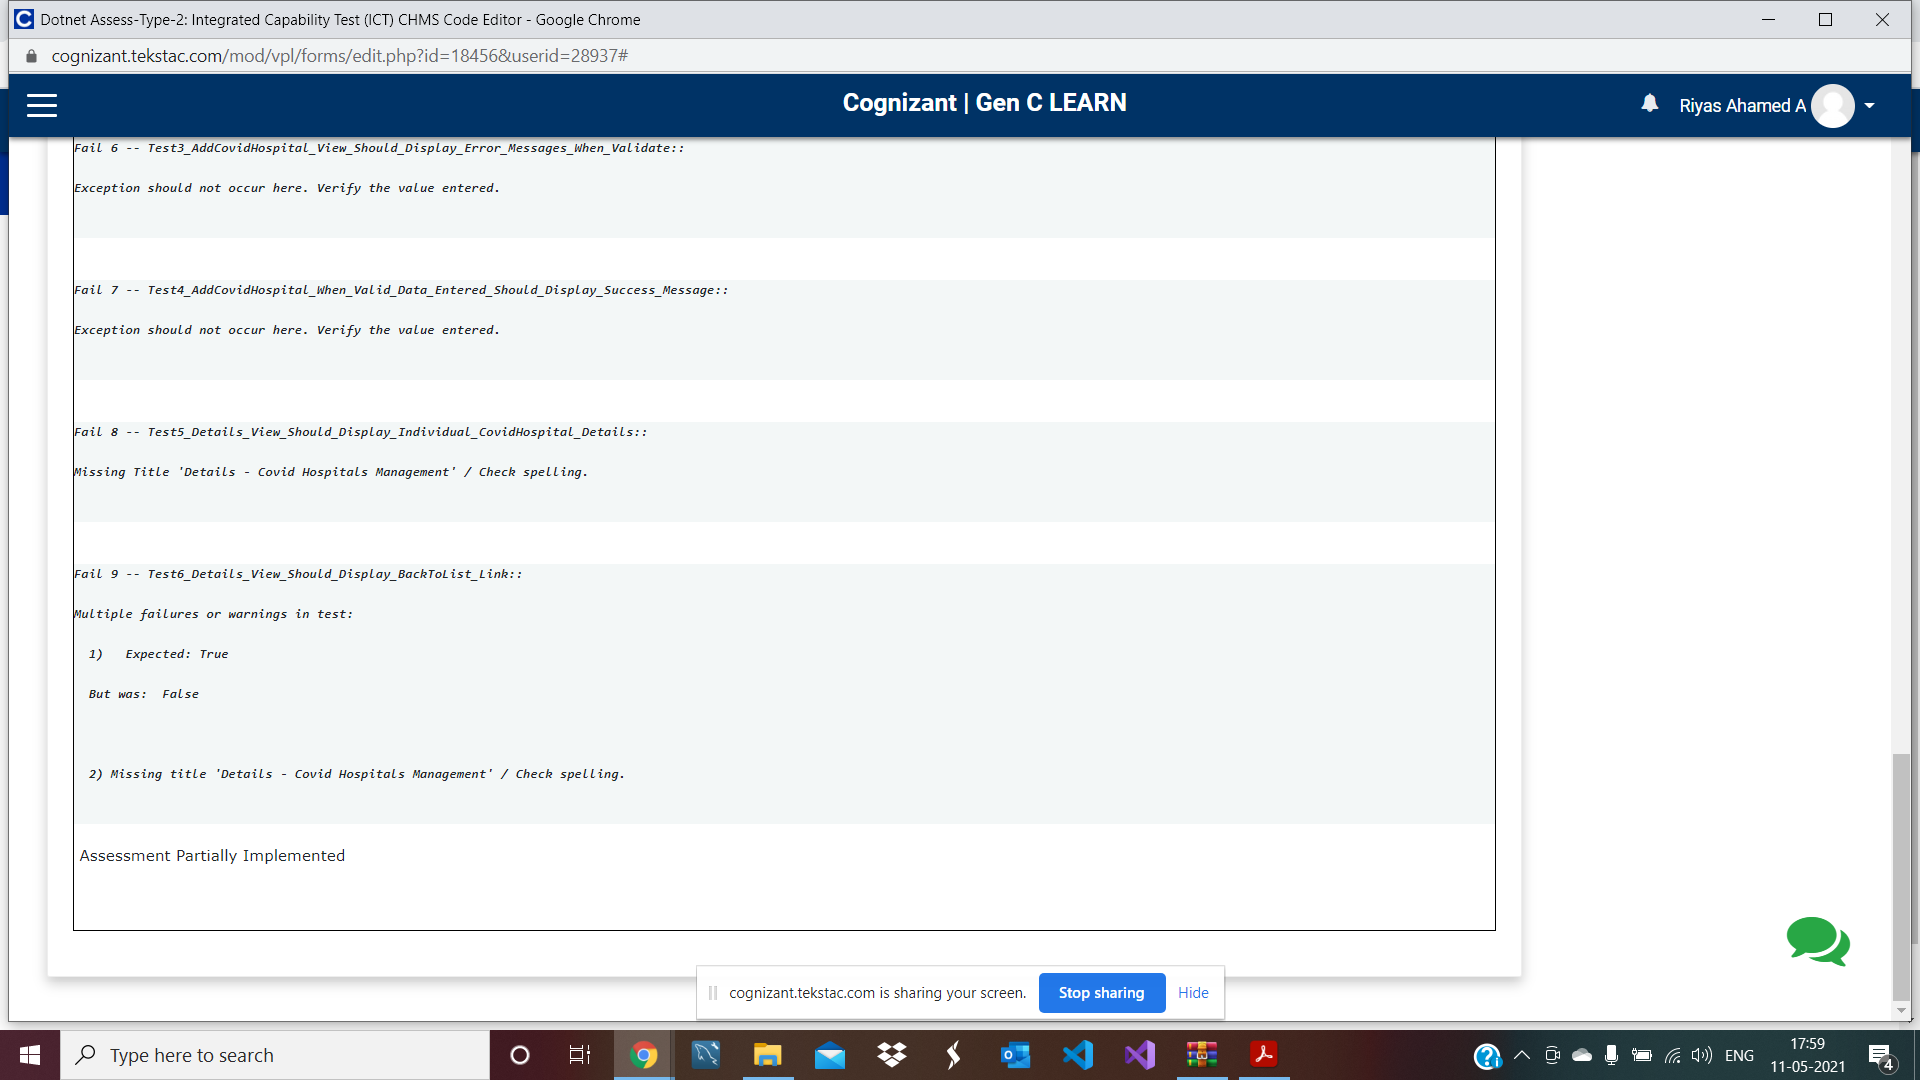 Dotnet Assess-Type-2: Integrated Capability Test (ICT) CHMS Code Editor - Google Chrome
cognizant.tekstac.com/mod/vpl/forms/edit.php?id=18456&userid=28937#
Cognizant | Gen C LEARN
Riyas Ahamed A
Fail 6 -- Test3_AddCovidHospital_View_Should_Display_Error_Messages_When_Validate::
Exception should not occur here. Verify the value entered.
Fail 7 -- Test4_AddCovidHospital_When_Valid_Data_Entered_Should_Display_Success_Message::
Exception should not occur here. Verify the value entered.
Fail 8 -- Test5_Details_View_Should_Display_Individual_CovidHospital_Details::
Missing Title 'Details - Covid Hospitals Management' / Check spelling.
Fail 9 -- Test6_Details_View_Should_Display_BackToList_Link::
Multiple failures or warnings in test:
1) Expected: True
But was: False
2) Missing title 'Details - Covid Hospitals Management' / Check spelling.
Assessment Partially Implemented
cognizant.tekstac.com is sharing your screen.
Stop sharing
Hide
Type here to search
ENG
17:59
11-05-2021
4